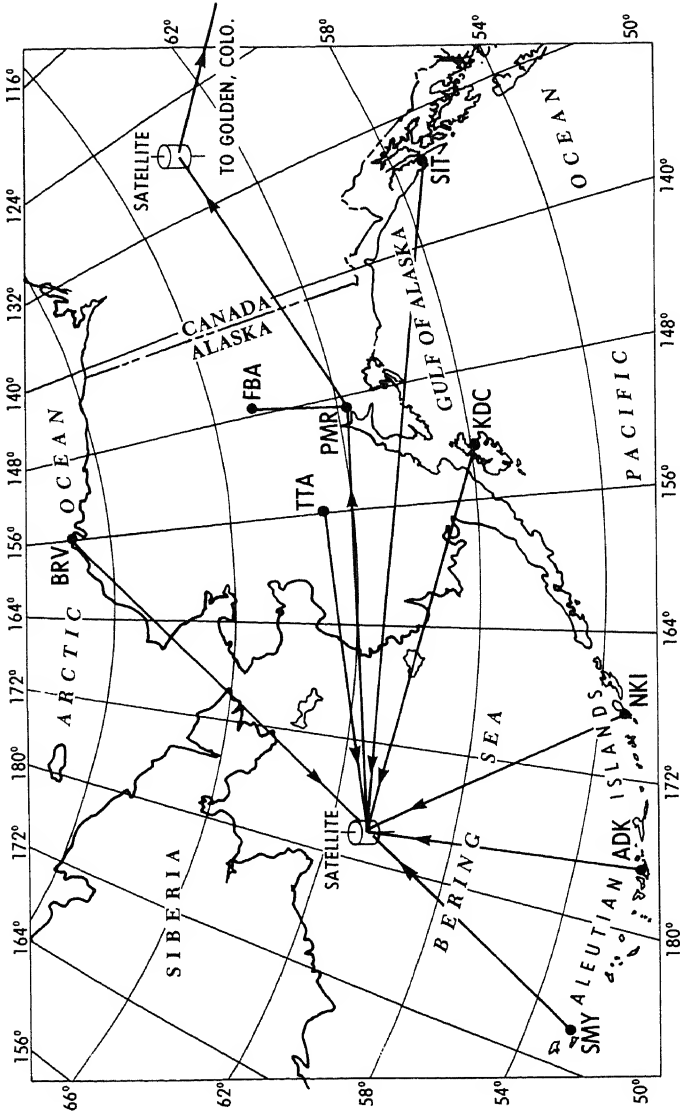 116°
124°
132°
140°
148°
156°
164°
172°
180°
172°
164°
156°
62°
58°
54°
50°
140°
148°
156°
164°
172°
180°
66°
62°
58°
54°
50°
SATELLITE
TO GOLDEN, COLO.
CANADA
ALASKA
ARCTIC OCEAN
BRV
FBA
TTA
PMR
SIT
KDC
GULF OF ALASKA
PACIFIC OCEAN
SIBERIA
SATELLITE
BERING SEA
NKI
ADK
SMY
ALEUTIAN ISLANDS